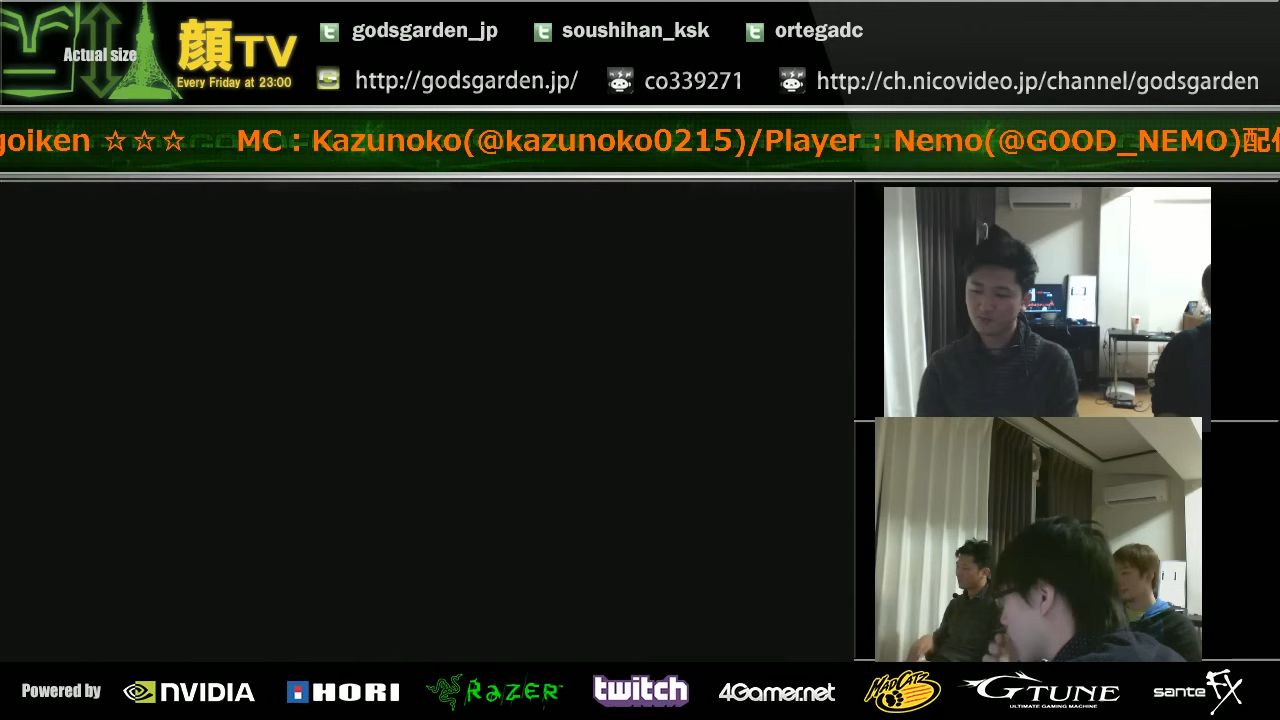 Actual size
顔TV
Every Friday at 23:00
godsgarden_jp
soushihan_ksk
ortegadc
http://godsgarden.jp/
co339271
http://ch.nicovideo.jp/channel/godsgarden
goiken ☆☆☆ MC：Kazunoko(@kazunoko0215)/Player：Nemo(@GOOD_NEMO)配信
Powered by
NVIDIA
HORI
RAZER
twitch
4Gamer.net
MAD CATZ
G TUNE
ULTIMATE GAMING MACHINE
sante FX